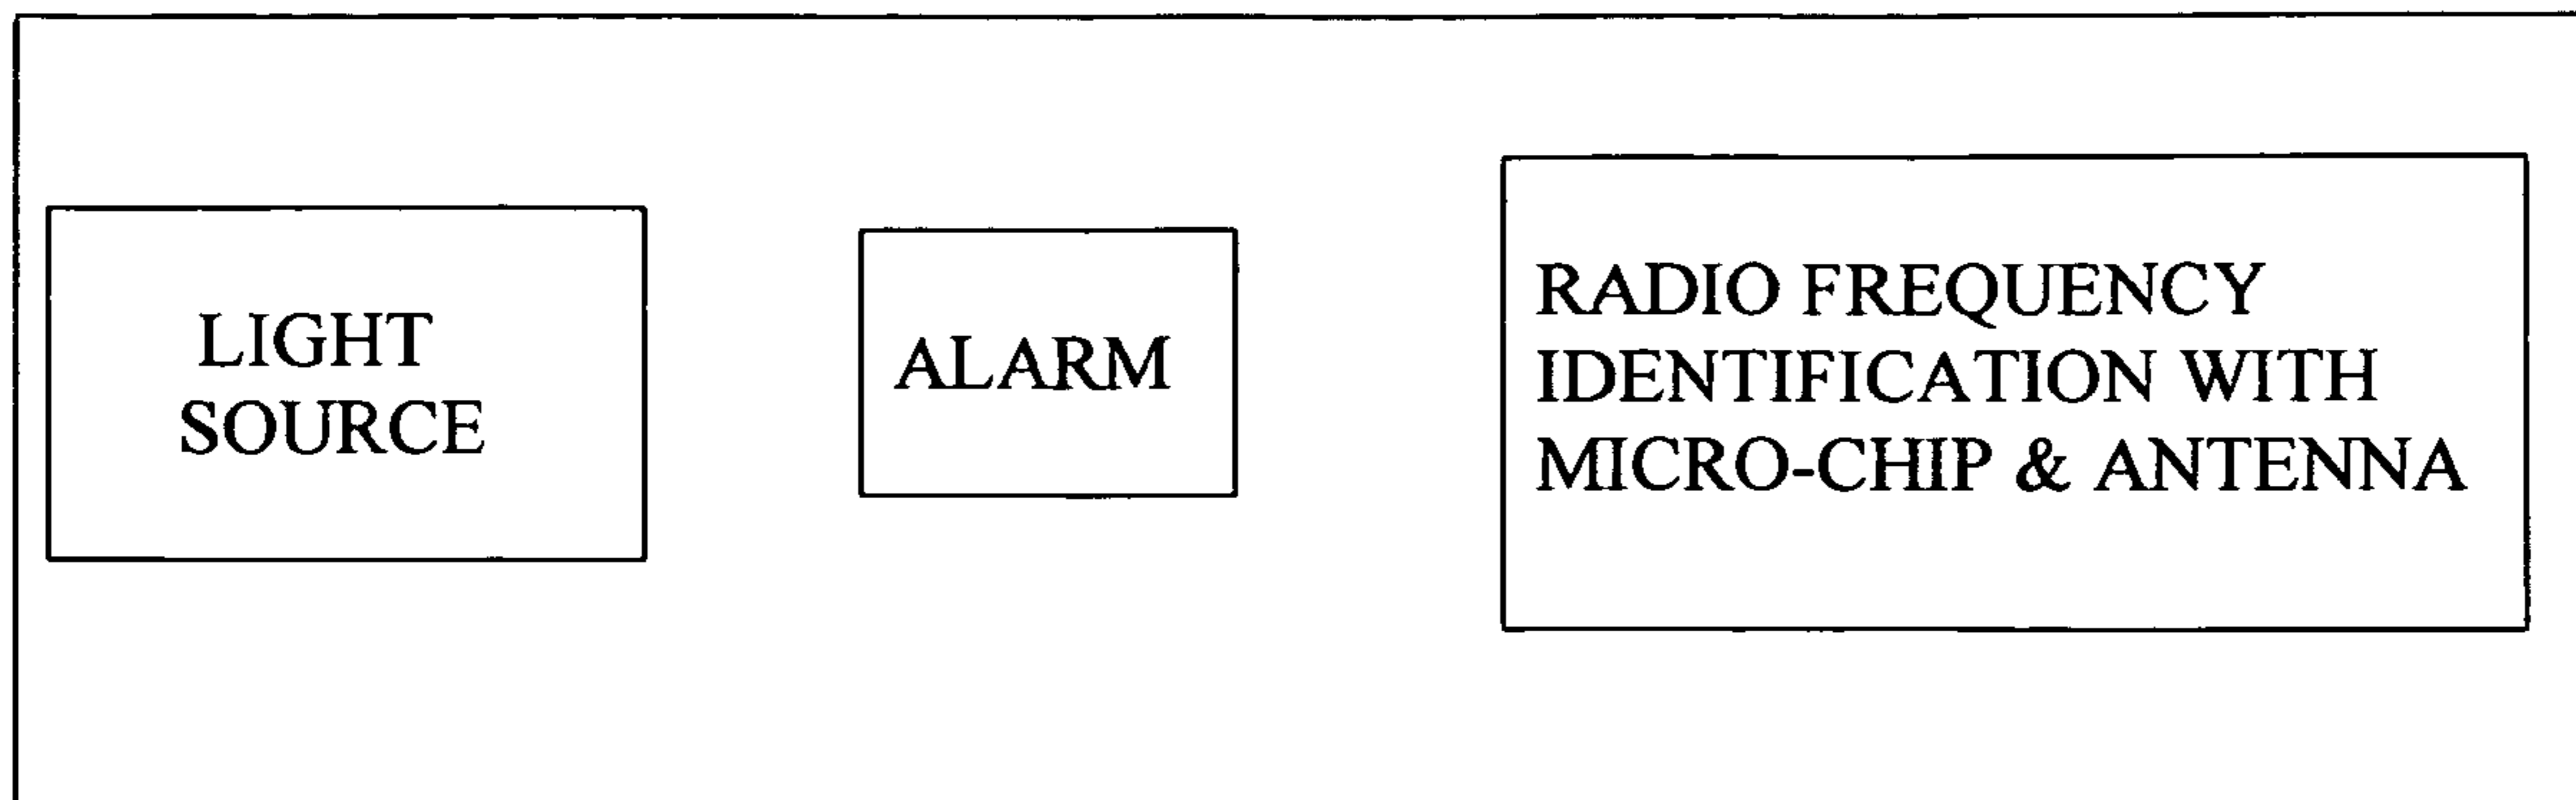 LIGHT
SOURCE
ALARM
RADIO FREQUENCY
IDENTIFICATION WITH
MICRO-CHIP & ANTENNA